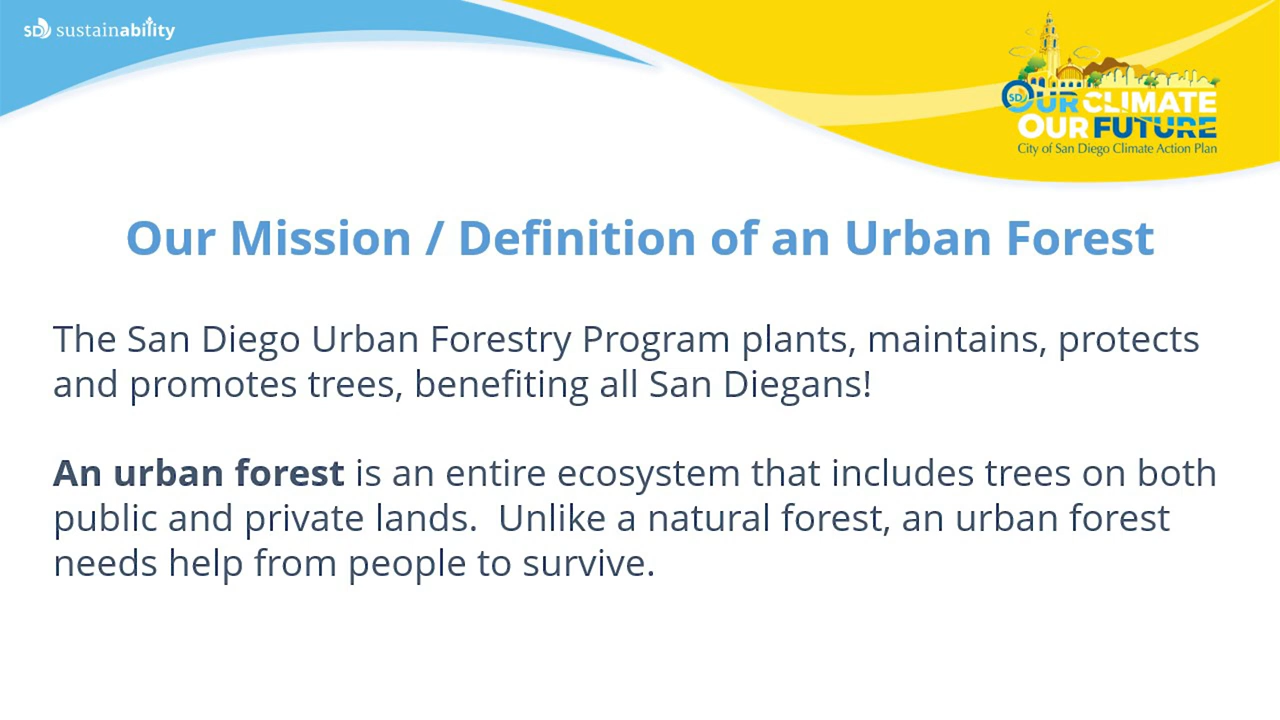 SD sustainability
SD
OUR CLIMATE
OUR FUTURE
City of San Diego Climate Action Plan
Our Mission / Definition of an Urban Forest
The San Diego Urban Forestry Program plants, maintains, protects
and promotes trees, benefiting all San Diegans!
An urban forest is an entire ecosystem that includes trees on both
public and private lands.  Unlike a natural forest, an urban forest
needs help from people to survive.